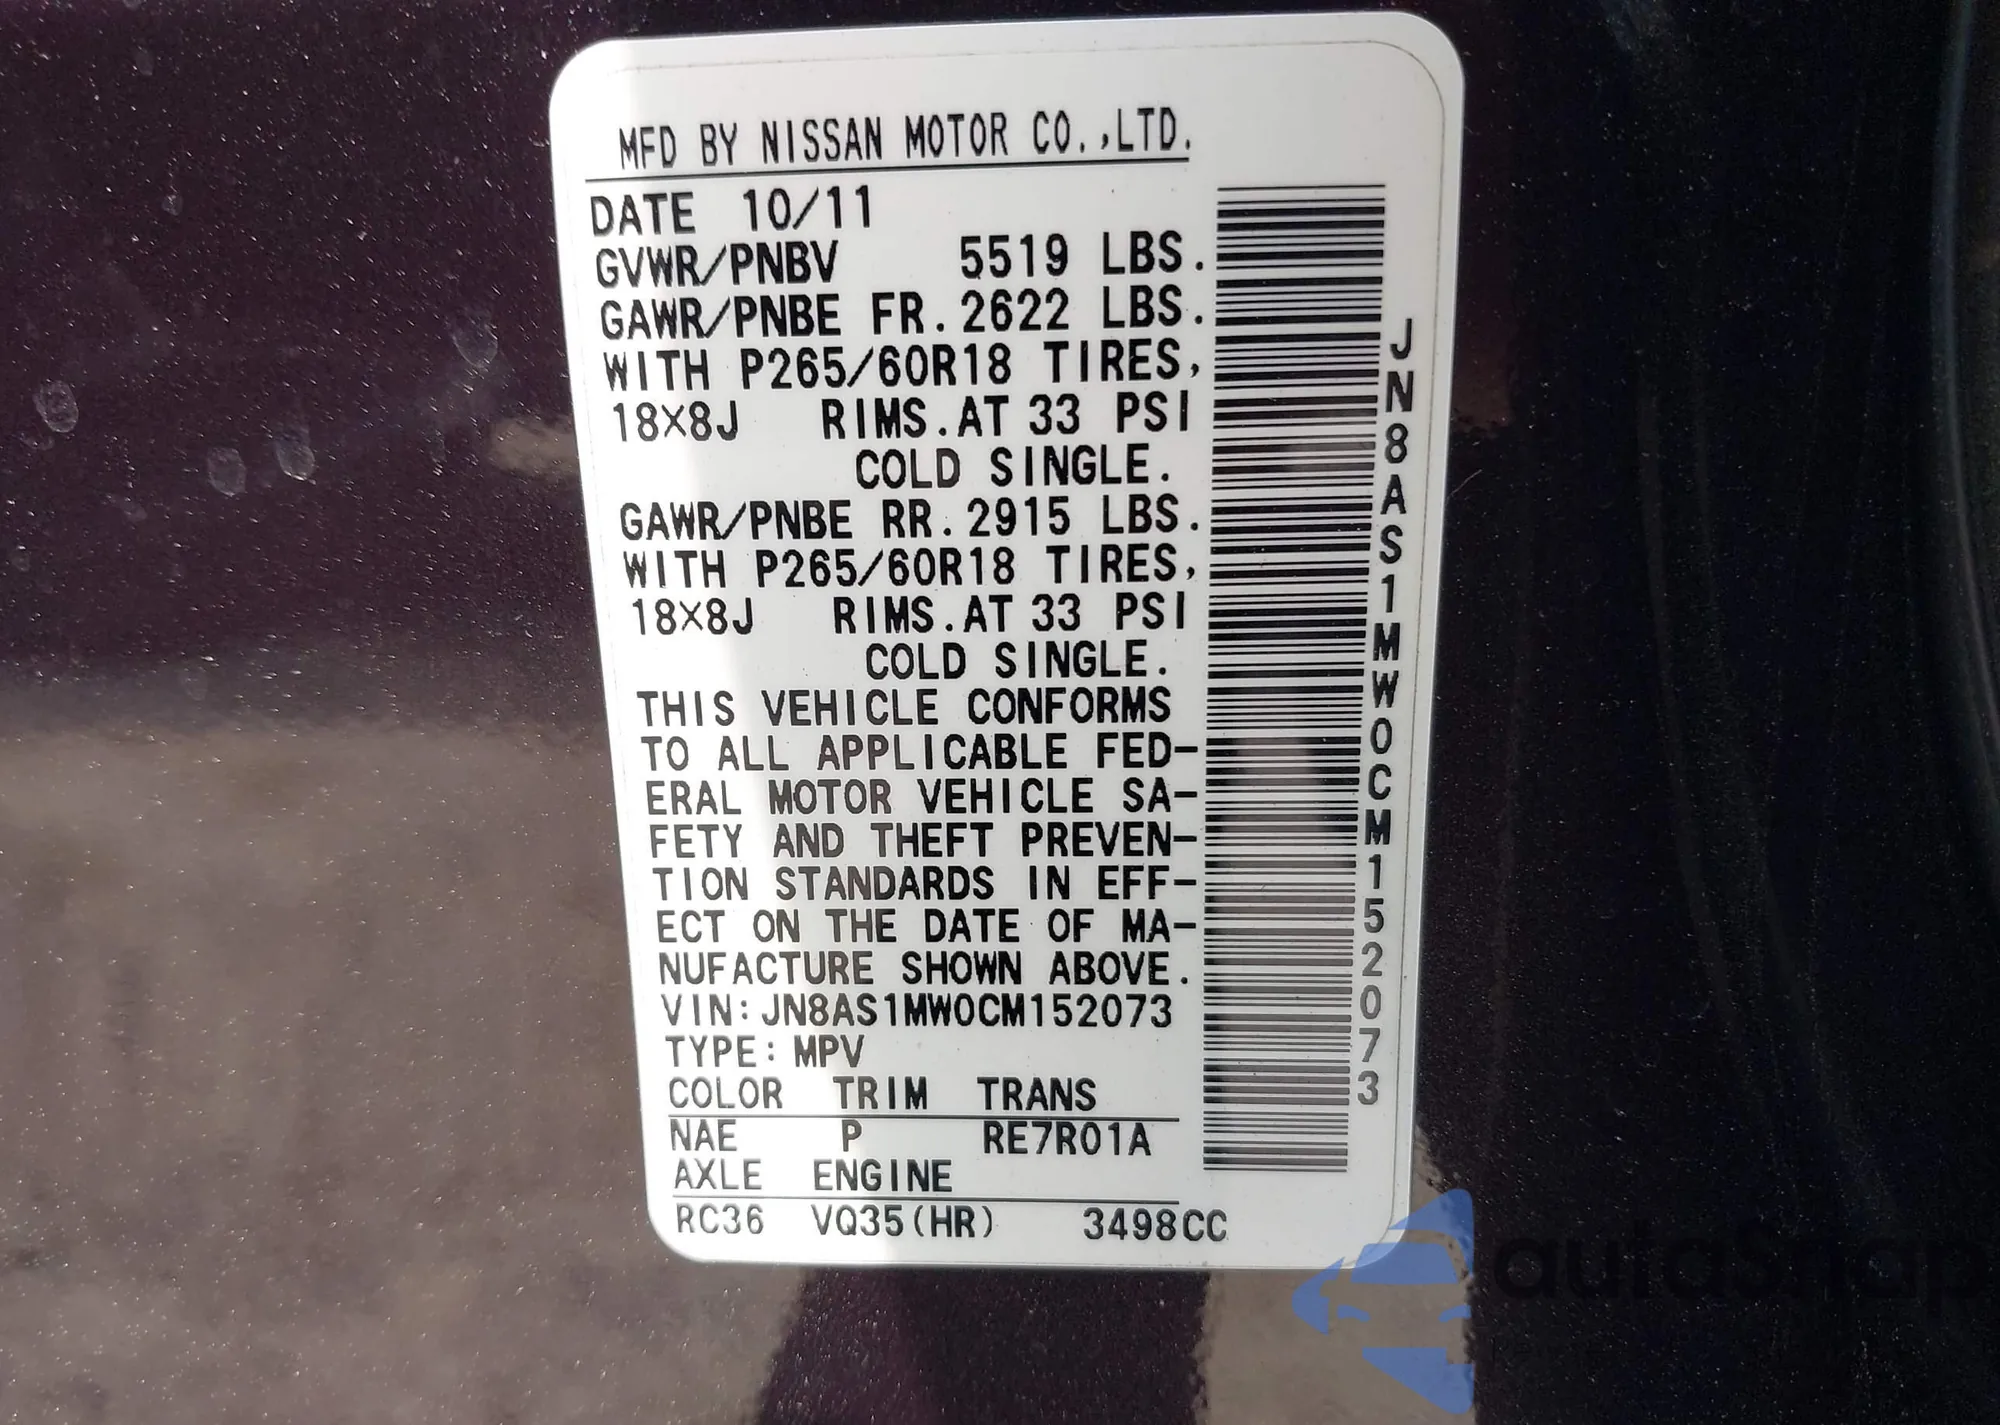 MFD BY NISSAN MOTOR CO.,LTD.
DATE 10/11
GVWR/PNBV 5519 LBS.
GAWR/PNBE FR. 2622 LBS.
WITH P265/60R18 TIRES,
18X8J RIMS. AT 33 PSI
COLD SINGLE.
GAWR/PNBE RR. 2915 LBS.
WITH P265/60R18 TIRES,
18X8J RIMS. AT 33 PSI
COLD SINGLE.
THIS VEHICLE CONFORMS
TO ALL APPLICABLE FED-
ERAL MOTOR VEHICLE SA-
FETY AND THEFT PREVEN-
TION STANDARDS IN EFF-
ECT ON THE DATE OF MA-
NUFACTURE SHOWN ABOVE.
VIN: JN8AS1MW0CM152073
TYPE: MPV
COLOR TRIM TRANS
NAE P RE7R01A
AXLE ENGINE
RC36 VQ35(HR) 3498CC
JN8AS1MW0CM152073